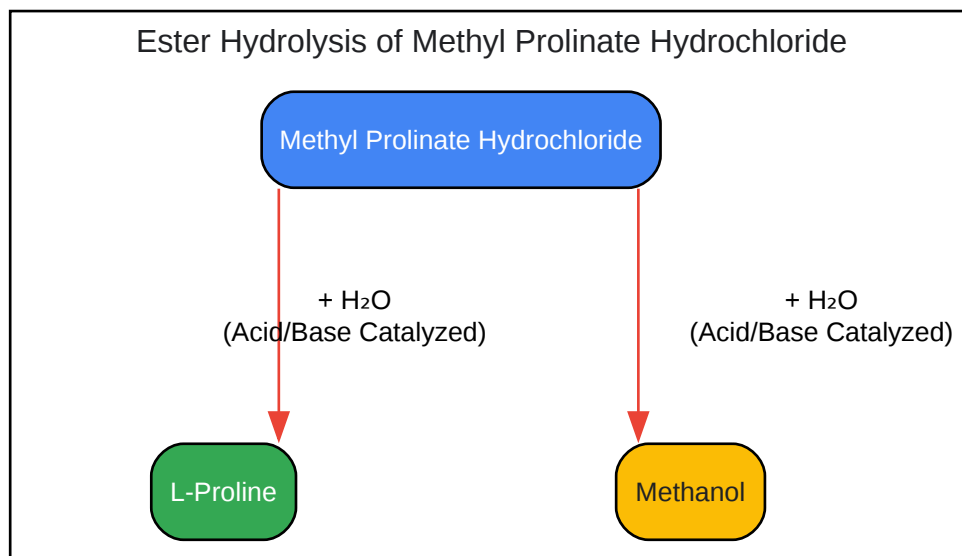 Ester Hydrolysis of Methyl Prolinate Hydrochloride
Methyl Prolinate Hydrochloride
+ H₂O
(Acid/Base Catalyzed)
+ H₂O
(Acid/Base Catalyzed)
L-Proline
Methanol